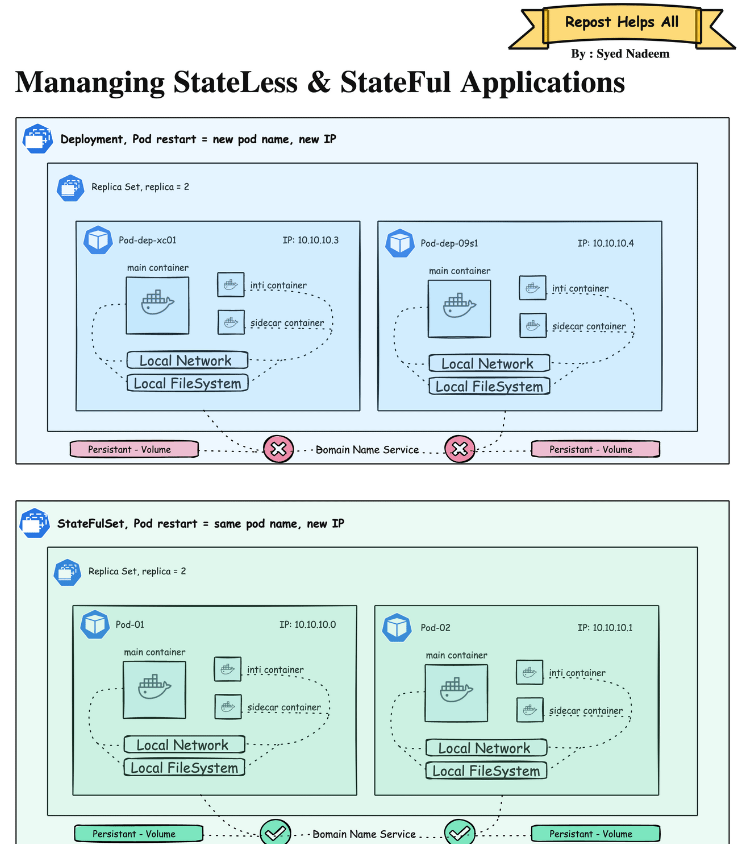 Repost Helps All
By : Syed Nadeem
Mananging StateLess & StateFul Applications
Deployment, Pod restart = new pod name, new IP
Replica Set, replica = 2
Pod-dep-xc01
IP: 10.10.10.3
main container
inti container
sidecar container
Local Network
Local FileSystem
Pod-dep-09s1
IP: 10.10.10.4
main container
inti container
sidecar container
Local Network
Local FileSystem
Persistant - Volume
Domain Name Service
Persistant - Volume
StateFulSet, Pod restart = same pod name, new IP
Replica Set, replica = 2
Pod-01
IP: 10.10.10.0
main container
inti container
sidecar container
Local Network
Local FileSystem
Pod-02
IP: 10.10.10.1
main container
inti container
sidecar container
Local Network
Local FileSystem
Persistant - Volume
Domain Name Service
Persistant - Volume